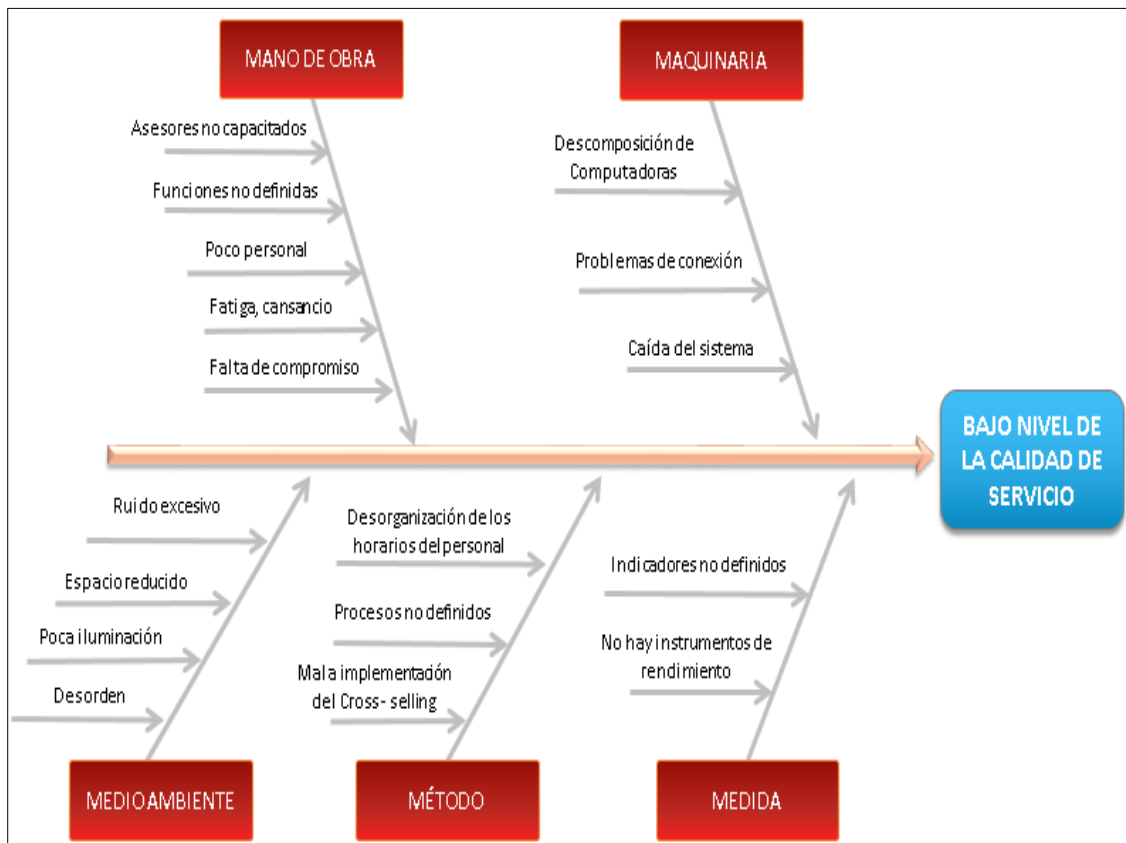 MANO DE OBRA
MAQUINARIA
Asesores no capacitados
Funciones no definidas
Poco personal
Fatiga, cansancio
Falta de compromiso
Descomposición de
Computadoras
Problemas de conexión
Caída del sistema
BAJO NIVEL DE
LA CALIDAD DE
SERVICIO
Ruido excesivo
Espacio reducido
Poca iluminación
Desorden
Desorganización de los
horarios del personal
Procesos no definidos
Mala implementación
del Cross- selling
Indicadores no definidos
No hay instrumentos de
rendimiento
MEDIO AMBIENTE
MÉTODO
MEDIDA